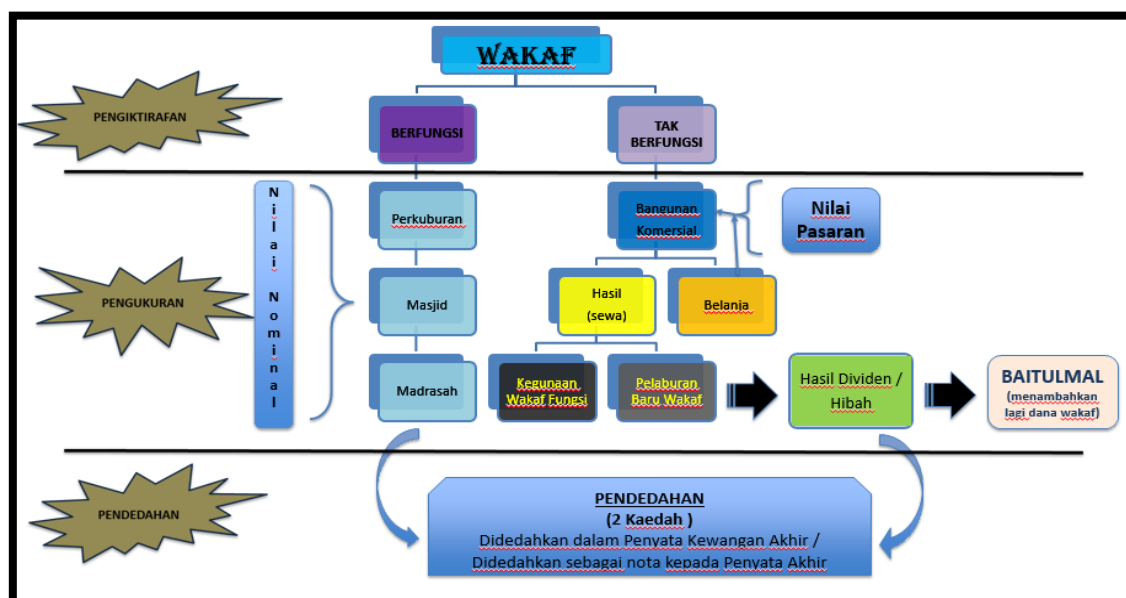 WAKAF
PENGIKTIRAFAN
BERFUNGSI
TAK
BERFUNGSI
Nilai Nominal
Perkuburan
Bangunan
Komersial
Nilai
Pasaran
PENGUKURAN
Masjid
Hasil
(sewa)
Belanja
Madrasah
Kegunaan
Wakaf Fungsi
Pelaburan
Baru Wakaf
Hasil Dividen /
Hibah
BAITULMAL
(menambahkan
lagi dana wakaf)
PENDEDAHAN
PENDEDAHAN
(2 Kaedah )
Didedahkan dalam Penyata Kewangan Akhir /
Didedahkan sebagai nota kepada Penyata Akhir